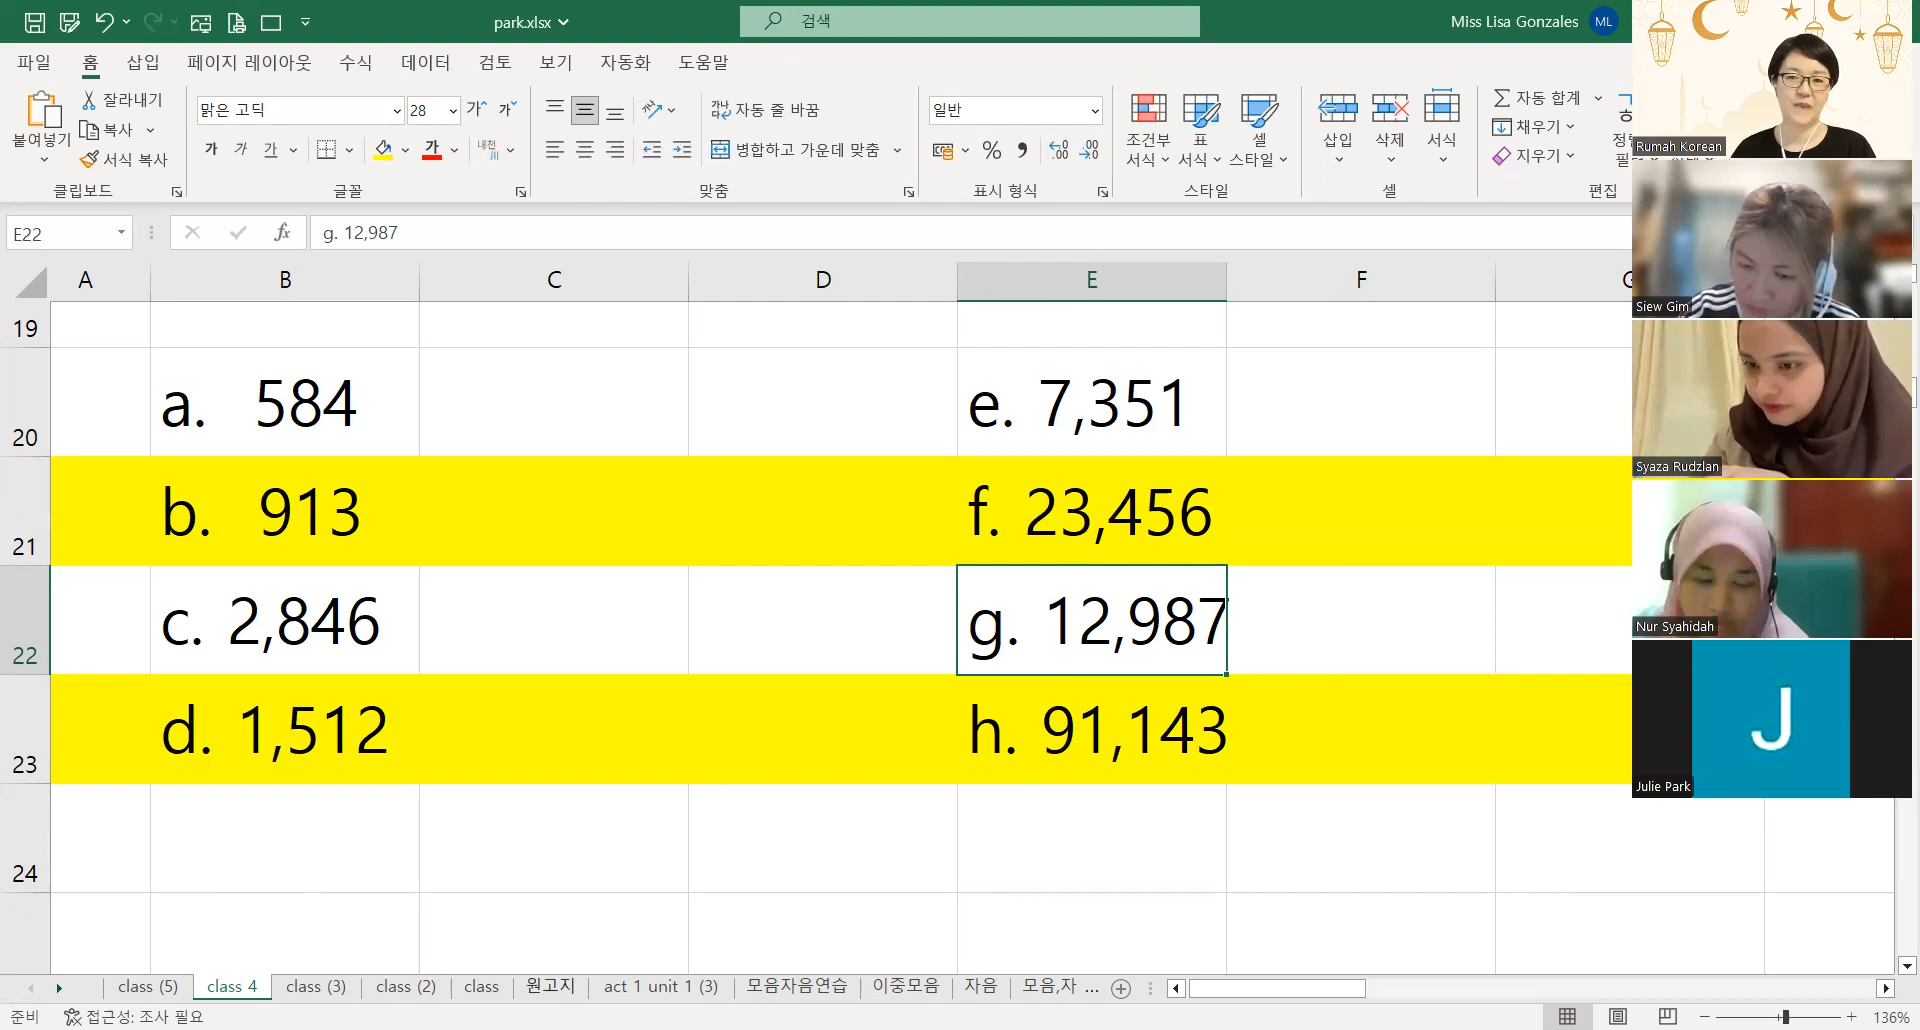 park.xlsx
검색
Miss Lisa Gonzales ML
파일 홈 삽입 페이지 레이아웃 수식 데이터 검토 보기 자동화 도움말
붙여넣기
잘라내기
복사
서식 복사
클립보드
맑은 고딕 28 가 가
가 가 가 가 내천
글꼴
자동 줄 바꿈
병합하고 가운데 맞춤
맞춤
일반
표시 형식
조건부 서식
표 서식
셀 스타일
스타일
삽입 삭제 서식
셀
자동 합계
채우기
지우기
편집
E22
fx g. 12,987
A B C D E F
19
20 a. 584 e. 7,351
21 b. 913 f. 23,456
22 c. 2,846 g. 12,987
23 d. 1,512 h. 91,143
24
Rumah Korean
Siew Gim
Syaza Rudzlan
Nur Syahidah
J
Julie Park
class (5) class 4 class (3) class (2) class 원고지 act 1 unit 1 (3) 모음자음연습 이중모음 자음 모음,자 ...
준비 접근성: 조사 필요 136%